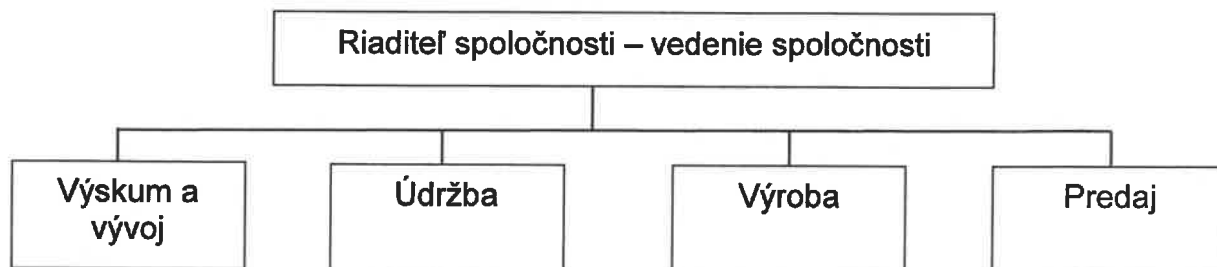 Riaditeľ spoločnosti – vedenie spoločnosti
Výskum a
vývoj
Údržba
Výroba
Predaj